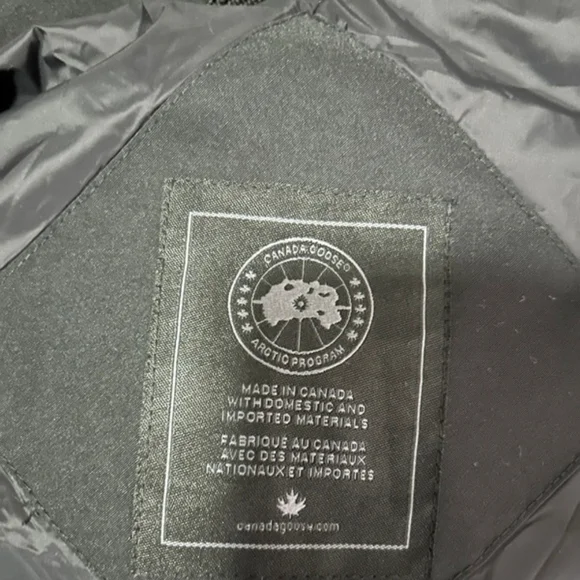 CANADA GOOSE®
ARCTIC PROGRAM
MADE IN CANADA
WITH DOMESTIC AND
IMPORTED MATERIALS
FABRIQUÉ AU CANADA
AVEC DES MATERIAUX
NATIONAUX ET IMPORTES
canadagoose.com